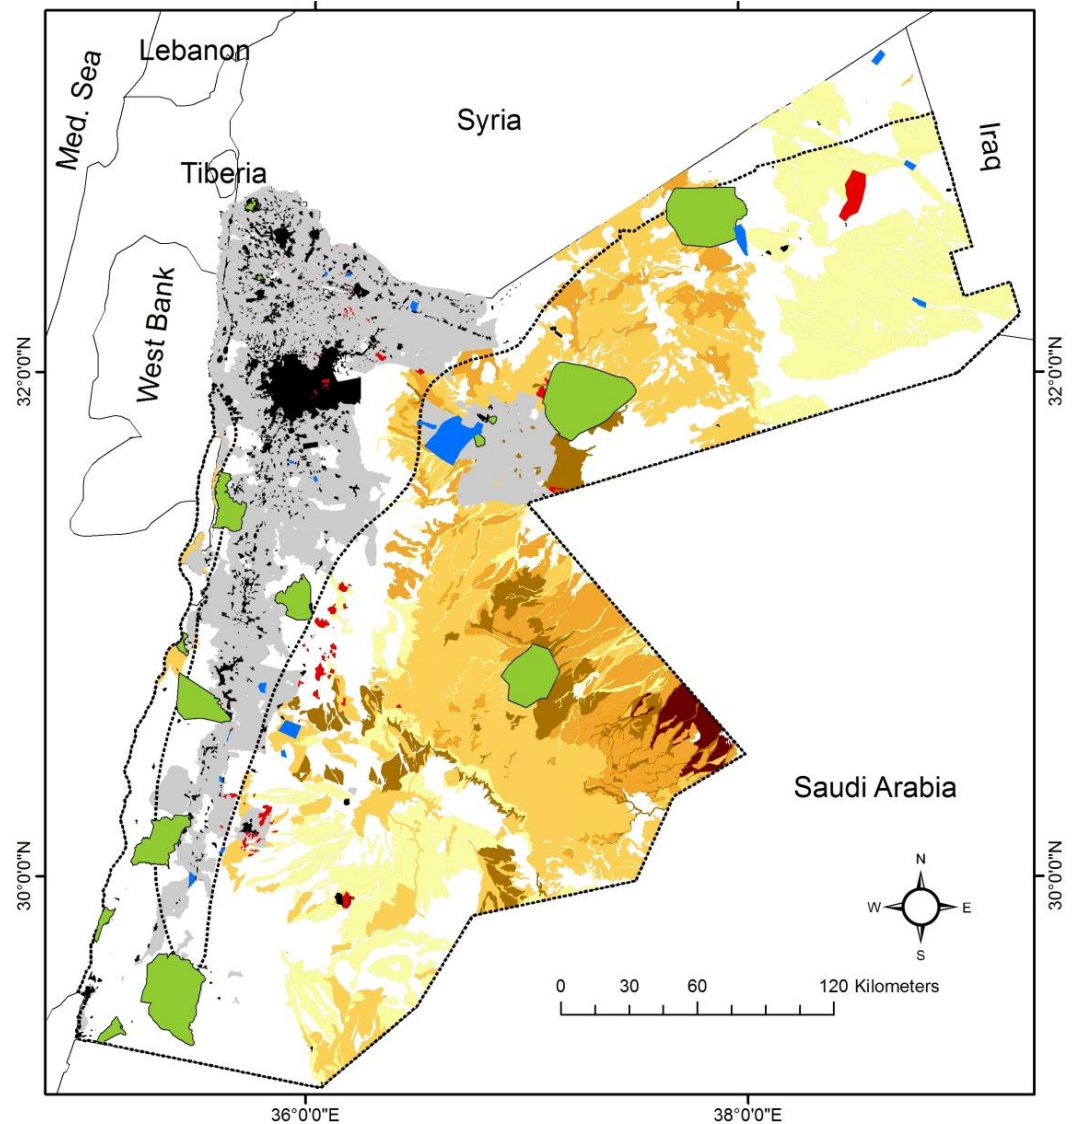 Lebanon
Med. Sea
Syria
Iraq
Tiberia
West Bank
32°0'0"N
32°0'0"N
Saudi Arabia
30°0'0"N
30°0'0"N
N
W
E
S
0 30 60 120 Kilometers
36°0'0"E
38°0'0"E